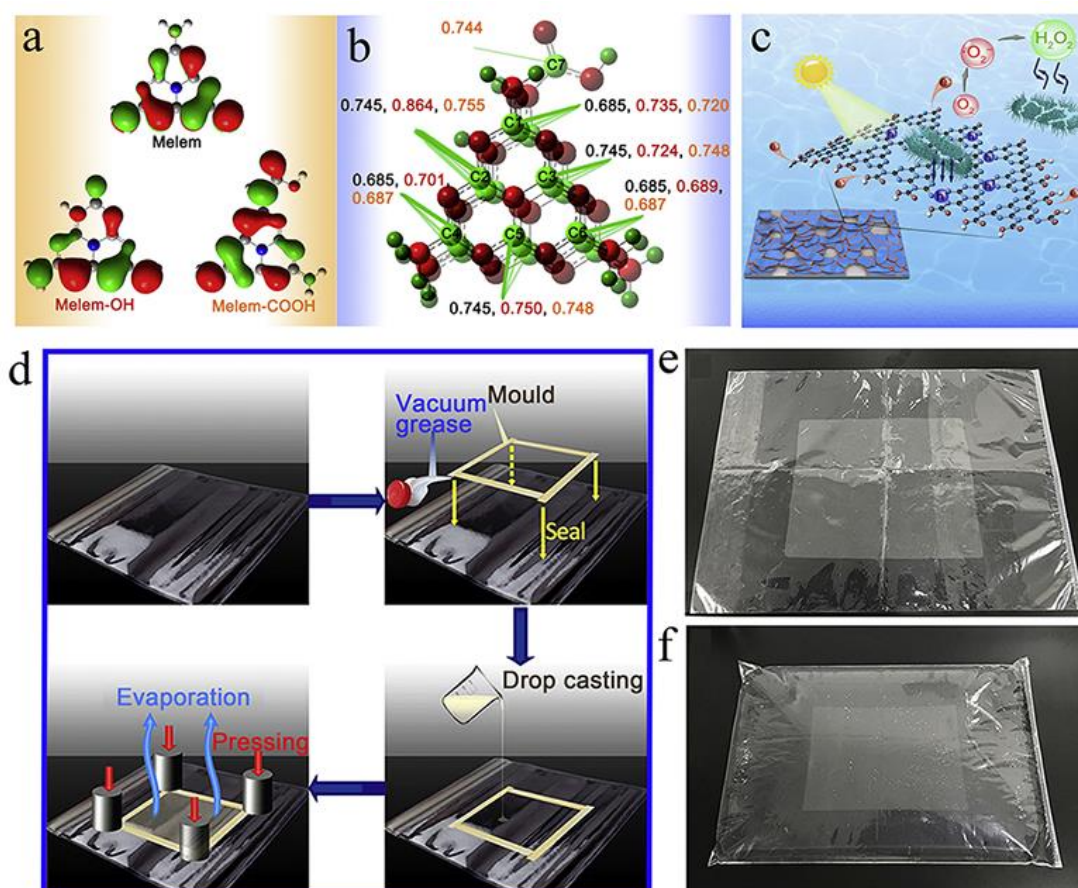 a
Melem
Melem-OH
Melem-COOH
b
0.744
C7
0.745, 0.864, 0.755
0.685, 0.735, 0.720
C1
0.745, 0.724, 0.748
C2
C3
0.685, 0.701,
0.687
0.685, 0.689,
0.687
C4
C5
C6
0.745, 0.750, 0.748
c
O₂
H₂O₂
O₂
d
Vacuum
grease
Mould
Seal
Drop casting
Evaporation
Pressing
e
f